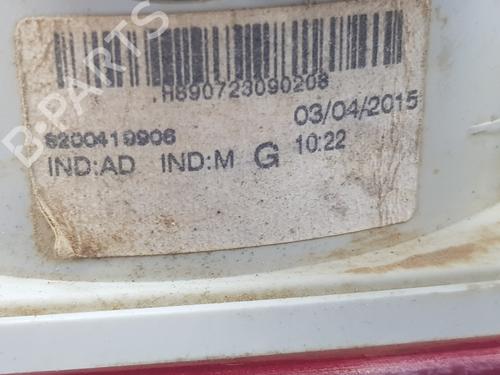 B-PARTS
.H890723090208
03/04/2015
8200419906
10:22
IND:AD IND:M G